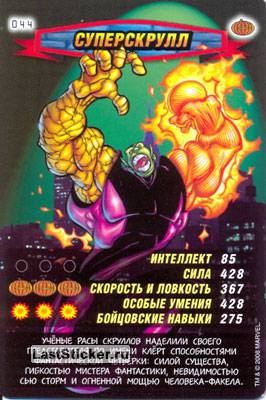 044
СУПЕРСКРУЛЛ
ИНТЕЛЛЕКТ 85
СИЛА 428
СКОРОСТЬ И ЛОВКОСТЬ 367
ОСОБЫЕ УМЕНИЯ 428
БОЙЦОВСКИЕ НАВЫКИ 275
УЧЁНЫЕ РАСЫ СКРУЛЛОВ НАДЕЛИЛИ СВОЕГО
КЛЁРТ СПОСОБНОСТЯМИ
ЧЕТВЕРКИ: СИЛОЙ СУЩЕСТВА,
ГИБКОСТЬЮ МИСТЕРА ФАНТАСТИКИ, НЕВИДИМОСТЬЮ
СЬЮ СТОРМ И ОГНЕННОЙ МОЩЬЮ ЧЕЛОВЕКА-ФАКЕЛА.
laststicker.ru
TM & © 2008 MARVEL